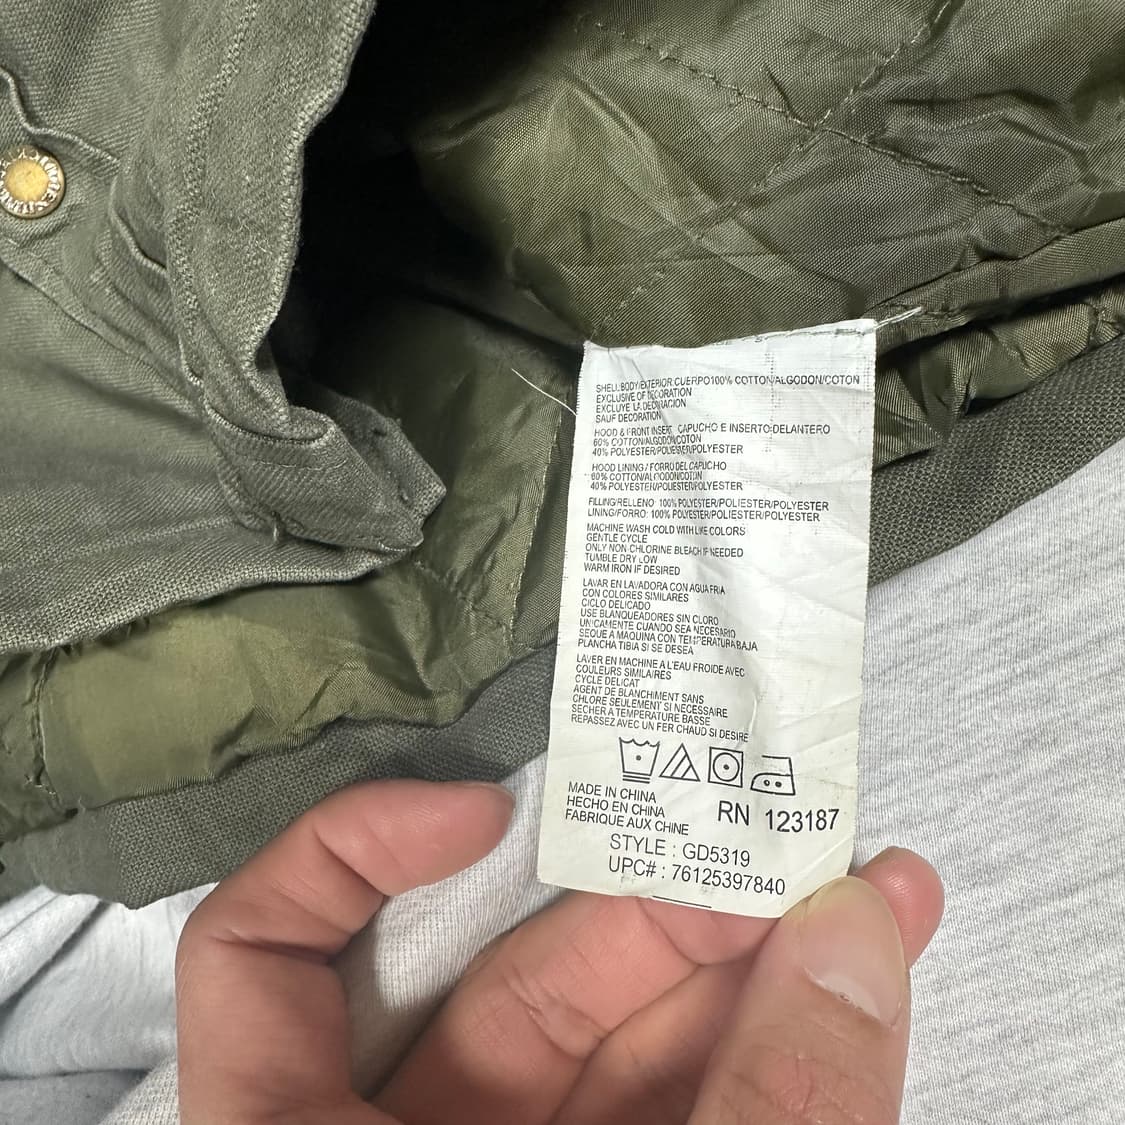 SHELL:BODY/EXTERIOR:CUERPO100% COTTON/ALGODON/COTON
EXCLUSIVE OF DECORATION
EXCLUYE LA DECORACION
SAUF DECORATION
HOOD & FRONT INSERT CAPUCHO E INSERTO DELANTERO
60% COTTON/ALGODON/COTON
40% POLYESTER/POLIESTER/POLYESTER
HOOD LINING / FORRO DEL CAPUCHO
60% COTTON/ALGODON/COTON
40% POLYESTER/POLIESTER/POLYESTER
FILLING/RELLENO: 100% POLYESTER/POLIESTER/POLYESTER
LINING/FORRO: 100% POLYESTER/POLIESTER/POLYESTER
MACHINE WASH COLD WITH LIKE COLORS
GENTLE CYCLE
ONLY NON-CHLORINE BLEACH IF NEEDED
TUMBLE DRY LOW
WARM IRON IF DESIRED
LAVAR EN LAVADORA CON AGUA FRIA
CON COLORES SIMILARES
CICLO DELICADO
USE BLANQUEADORES SIN CLORO
UNICAMENTE CUANDO SEA NECESARIO
SEQUE A MAQUINA CON TEMPERATURA BAJA
PLANCHA TIBIA SI SE DESEA
LAVER EN MACHINE A L'EAU FROIDE AVEC
COULEURS SIMILAIRES
CYCLE DELICAT
AGENT DE BLANCHIMENT SANS
CHLORE SEULEMENT SI NECESSAIRE
SECHER A TEMPERATURE BASSE
REPASSEZ AVEC UN FER CHAUD SI DESIRE
MADE IN CHINA
HECHO EN CHINA
FABRIQUE AUX CHINE
RN 123187
STYLE : GD5319
UPC# : 76125397840